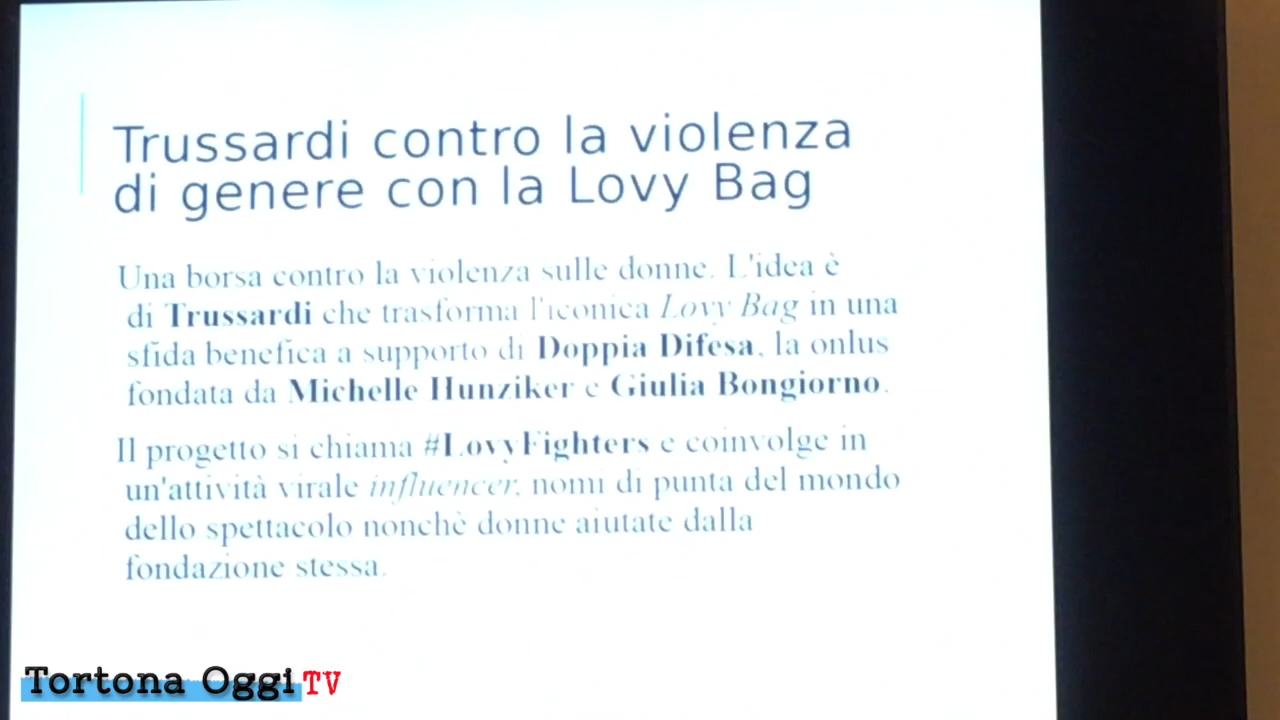 Trussardi contro la violenza
di genere con la Lovy Bag
Una borsa contro la violenza sulle donne. L'idea è
di Trussardi che trasforma l'iconica Lovy Bag in una
sfida benefica a supporto di Doppia Difesa, la onlus
fondata da Michelle Hunziker e Giulia Bongiorno.
Il progetto si chiama #LovyFighters e coinvolge in
un'attività virale influencer, nomi di punta del mondo
dello spettacolo nonchè donne aiutate dalla
fondazione stessa.
Tortona Oggi TV